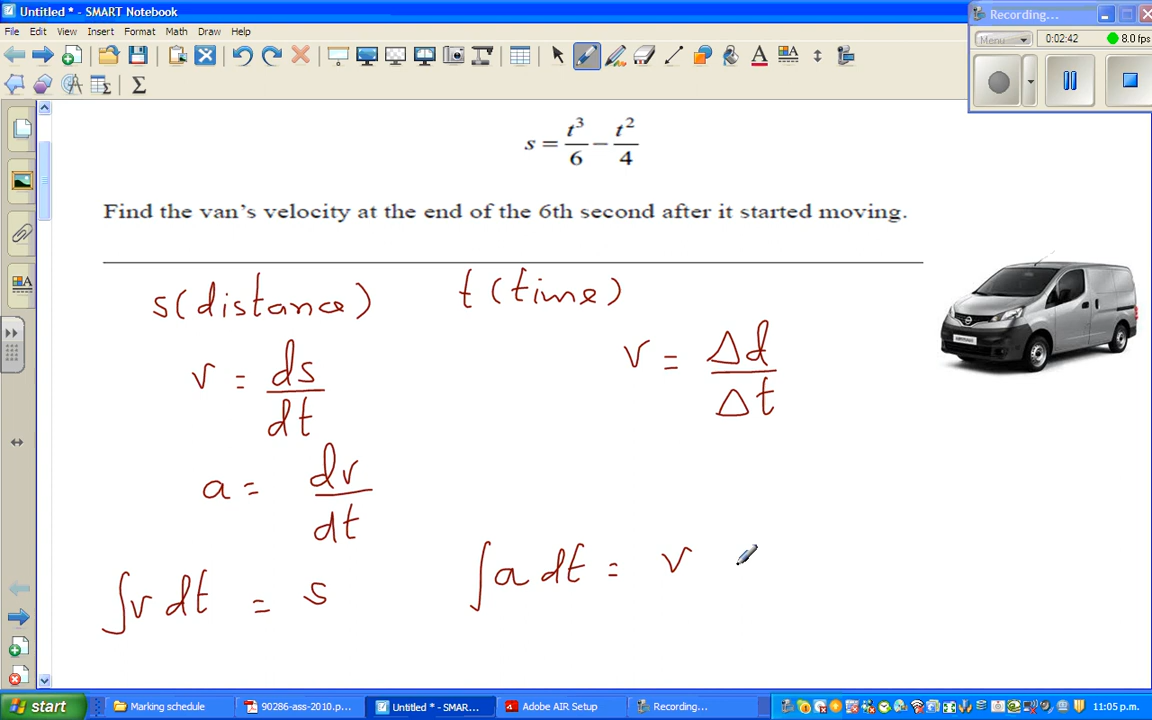 Untitled * - SMART Notebook
Recording...
File Edit View Insert Format Math Draw Help
Menu
0:02:42
8.0 fps
s = t³/6 − t²/4
Find the van's velocity at the end of the 6th second after it started moving.
s(distance) t(time)
v = ds/dt v = Δd/Δt
a = dv/dt
∫v dt = s ∫a dt = v
start
Marking schedule
90286-ass-2010.p...
Untitled * - SMAR...
Adobe AIR Setup
Recording...
11:05 p.m.